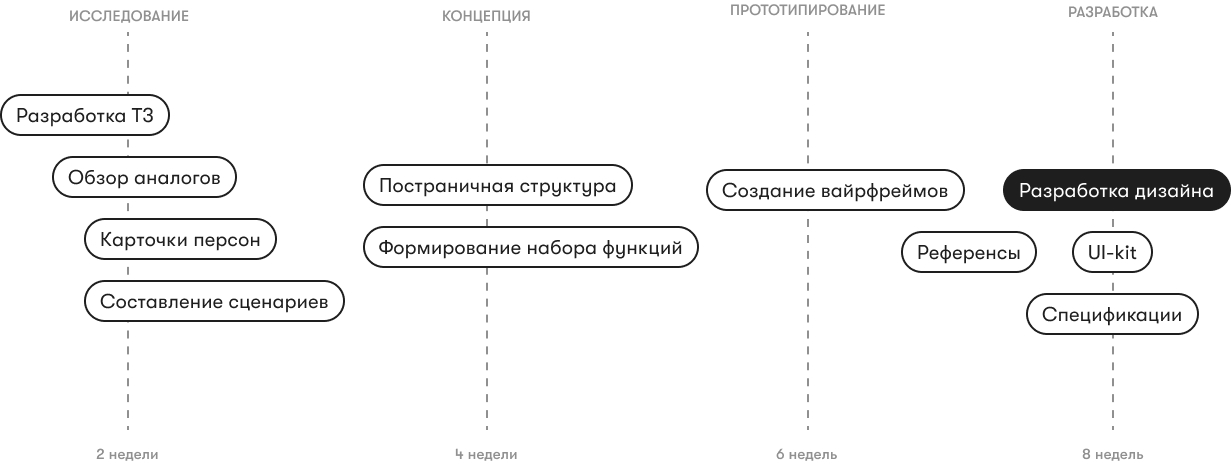 ИССЛЕДОВАНИЕ
КОНЦЕПЦИЯ
ПРОТОТИПИРОВАНИЕ
РАЗРАБОТКА
Разработка ТЗ
Обзор аналогов
Карточки персон
Составление сценариев
Постраничная структура
Формирование набора функций
Создание вайрфреймов
Референсы
Разработка дизайна
UI-kit
Спецификации
2 недели
4 недели
6 недель
8 недель